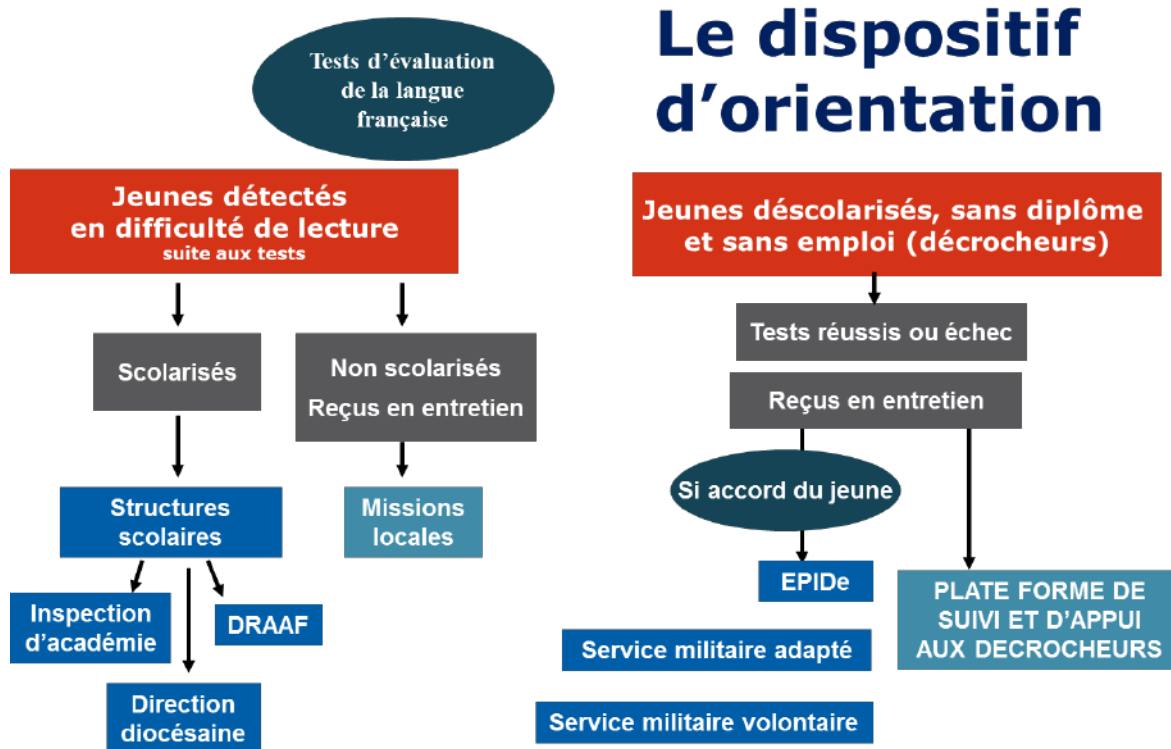 Le dispositif
d'orientation
Tests d'évaluation
de la langue
française
Jeunes détectés
en difficulté de lecture
suite aux tests
Scolarisés
Non scolarisés
Reçus en entretien
Structures
scolaires
Missions
locales
Inspection
d'académie
DRAAF
Direction
diocésaine
Jeunes déscolarisés, sans diplôme
et sans emploi (décrocheurs)
Tests réussis ou échec
Reçus en entretien
Si accord du jeune
EPIDe
Service militaire adapté
Service militaire volontaire
PLATE FORME DE
SUIVI ET D'APPUI
AUX DECROCHEURS